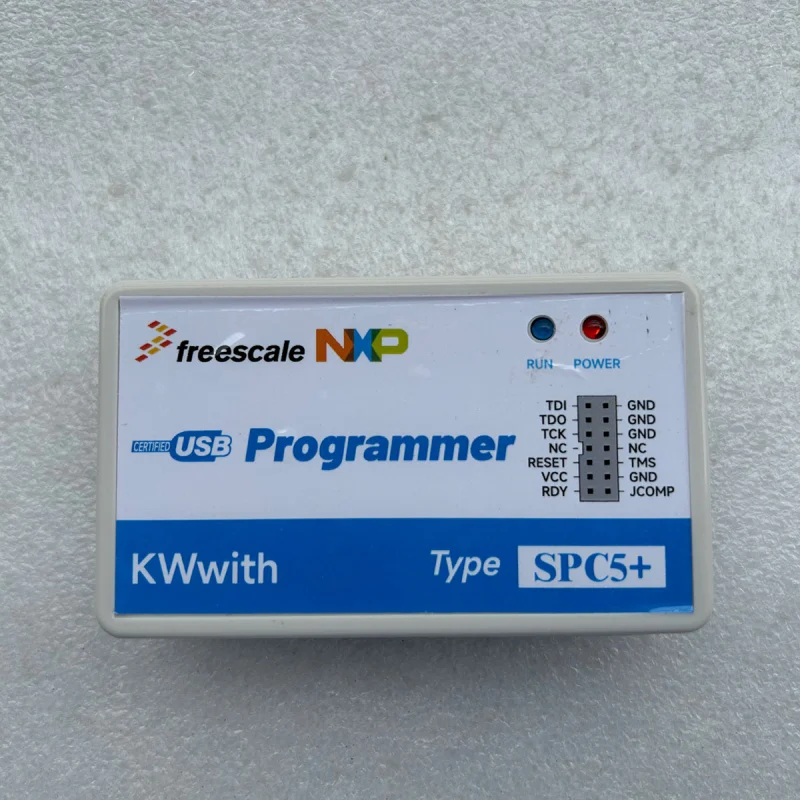 freescale NXP
RUN POWER
CERTIFIED USB Programmer
TDI GND
TDO GND
TCK GND
NC NC
RESET TMS
VCC GND
RDY JCOMP
KWwith Type SPC5+